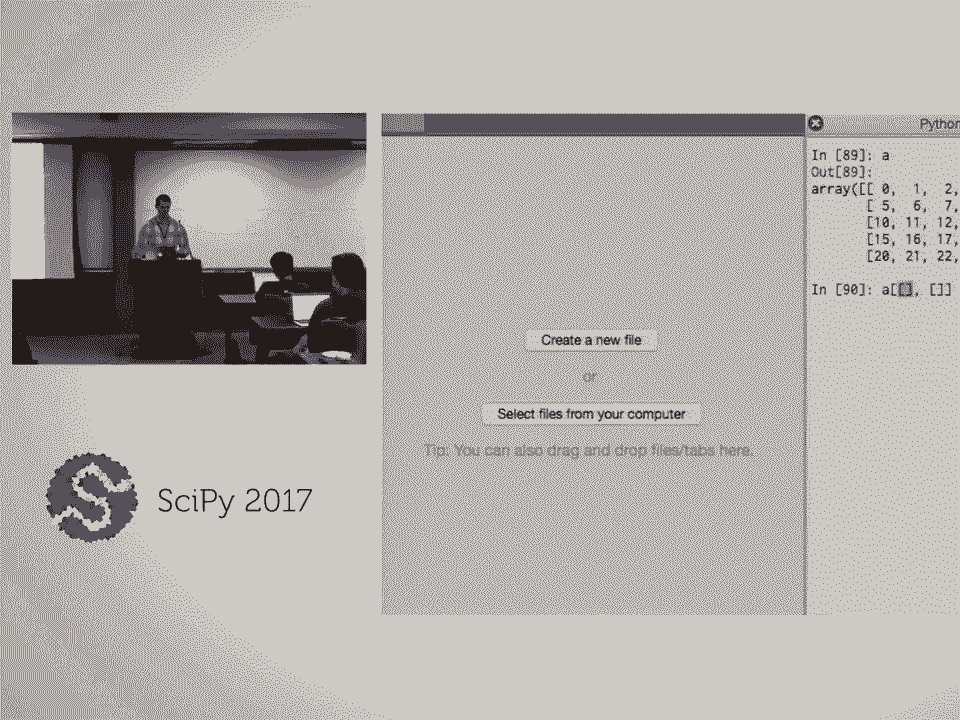 SciPy 2017
Create a new file
or
Select files from your computer
Tip: You can also drag and drop files/tabs here.
Python
In [89]: a
Out[89]:
array([[ 0, 1, 2,
[ 5, 6, 7,
[10, 11, 12,
[15, 16, 17,
[20, 21, 22,
In [90]: a[[], []]